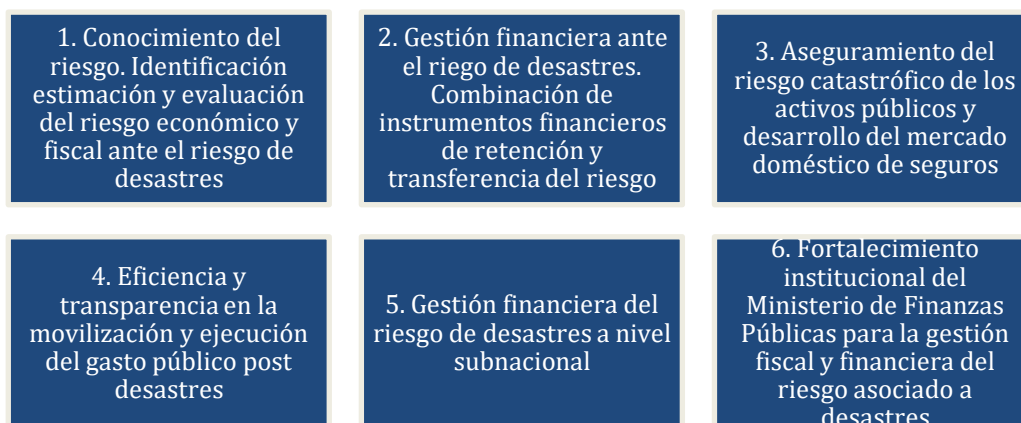 1. Conocimiento del
riesgo. Identificación
estimación y evaluación
del riesgo económico y
fiscal ante el riesgo de
desastres
2. Gestión financiera ante
el riego de desastres.
Combinación de
instrumentos financieros
de retención y
transferencia del riesgo
3. Aseguramiento del
riesgo catastrófico de los
activos públicos y
desarrollo del mercado
doméstico de seguros
4. Eficiencia y
transparencia en la
movilización y ejecución
del gasto público post
desastres
5. Gestión financiera del
riesgo de desastres a nivel
subnacional
6. Fortalecimiento
institucional del
Ministerio de Finanzas
Públicas para la gestión
fiscal y financiera del
riesgo asociado a
desastres